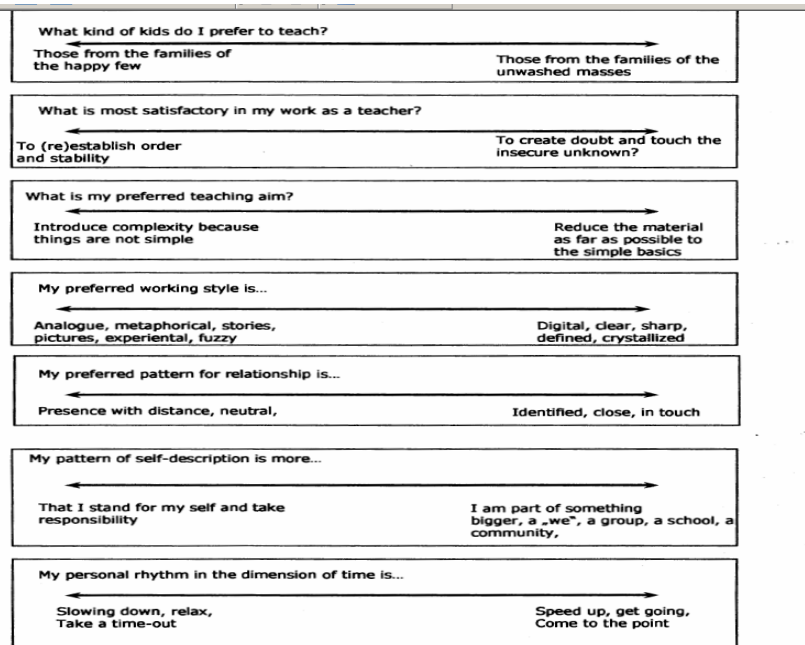 What kind of kids do I prefer to teach?
Those from the families of
the happy few
Those from the families of the
unwashed masses
What is most satisfactory in my work as a teacher?
To (re)establish order
and stability
To create doubt and touch the
insecure unknown?
What is my preferred teaching aim?
Introduce complexity because
things are not simple
Reduce the material
as far as possible to
the simple basics
My preferred working style is...
Analogue, metaphorical, stories,
pictures, experiental, fuzzy
Digital, clear, sharp,
defined, crystallized
My preferred pattern for relationship is...
Presence with distance, neutral,
Identified, close, in touch
My pattern of self-description is more...
That I stand for my self and take
responsibility
I am part of something
bigger, a „we“, a group, a school, a
community,
My personal rhythm in the dimension of time is...
Slowing down, relax,
Take a time-out
Speed up, get going,
Come to the point